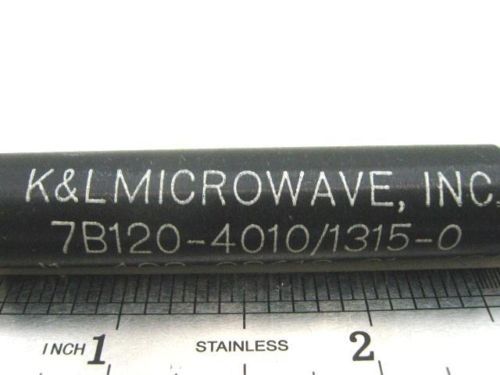 K&LMICROWAVE, INC.
7B120-4010/1315-0
INCH 1 STAINLESS 2